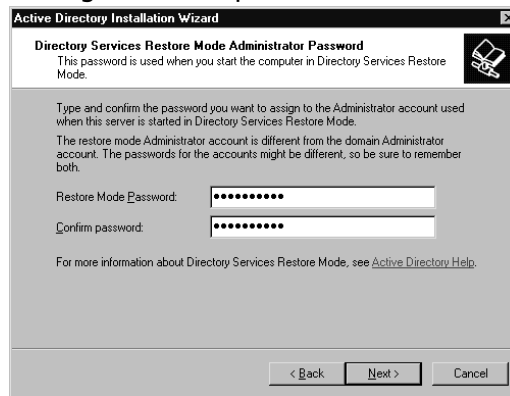 Active Directory Installation Wizard
Directory Services Restore Mode Administrator Password
This password is used when you start the computer in Directory Services Restore
Mode.
Type and confirm the password you want to assign to the Administrator account used
when this server is started in Directory Services Restore Mode.
The restore mode Administrator account is different from the domain Administrator
account. The passwords for the accounts might be different, so be sure to remember
both.
Restore Mode Password: ••••••••••
Confirm password: ••••••••••
For more information about Directory Services Restore Mode, see Active Directory Help.
< Back Next > Cancel